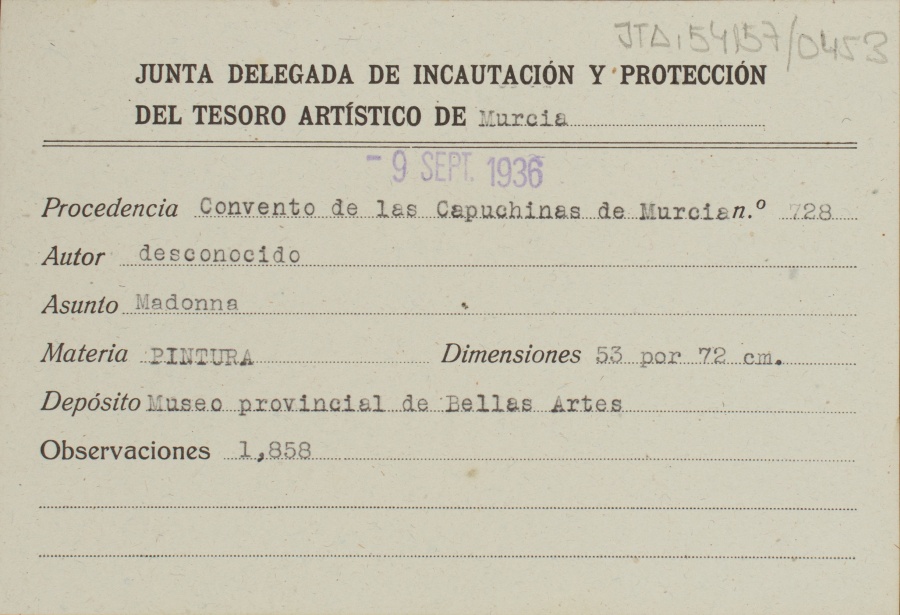 JTA, 54157/0453
JUNTA DELEGADA DE INCAUTACIÓN Y PROTECCIÓN
DEL TESORO ARTÍSTICO DE Murcia
- 9 SEPT. 1936
Procedencia Convento de las Capuchinas de Murcia n.º 728
Autor desconocido
Asunto Madonna
Materia PINTURA Dimensiones 53 por 72 cm.
Depósito Museo provincial de Bellas Artes
Observaciones 1,858